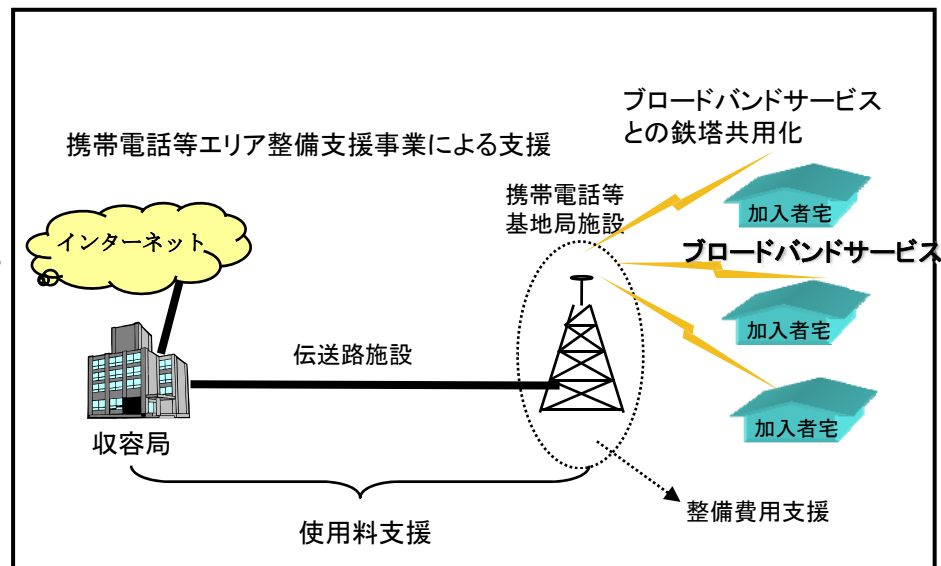 ブロードバンドサービス
との鉄塔共用化
携帯電話等エリア整備支援事業による支援
携帯電話等
基地局施設
加入者宅
インターネット
ブロードバンドサービス
加入者宅
伝送路施設
加入者宅
収容局
整備費用支援
使用料支援